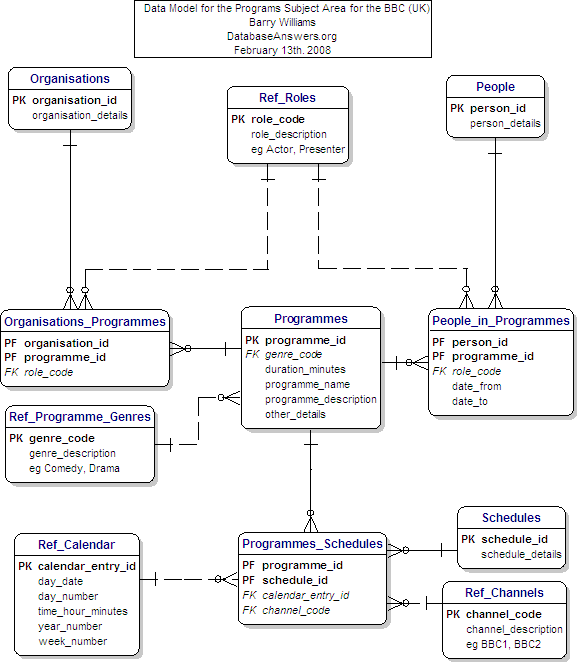 Data Model for the Programs Subject Area for the BBC (UK)
Barry Williams
DatabaseAnswers.org
February 13th. 2008
Organisations
PK organisation_id
organisation_details
Ref_Roles
PK role_code
role_description
eg Actor, Presenter
People
PK person_id
person_details
Organisations_Programmes
PF organisation_id
PF programme_id
FK role_code
Programmes
PK programme_id
FK genre_code
duration_minutes
programme_name
programme_description
other_details
People_in_Programmes
PF person_id
PF programme_id
FK role_code
date_from
date_to
Ref_Programme_Genres
PK genre_code
genre_description
eg Comedy, Drama
Ref_Calendar
PK calendar_entry_id
day_date
day_number
time_hour_minutes
year_number
week_number
Programmes_Schedules
PF programme_id
PF schedule_id
FK calendar_entry_id
FK channel_code
Schedules
PK schedule_id
schedule_details
Ref_Channels
PK channel_code
channel_description
eg BBC1, BBC2